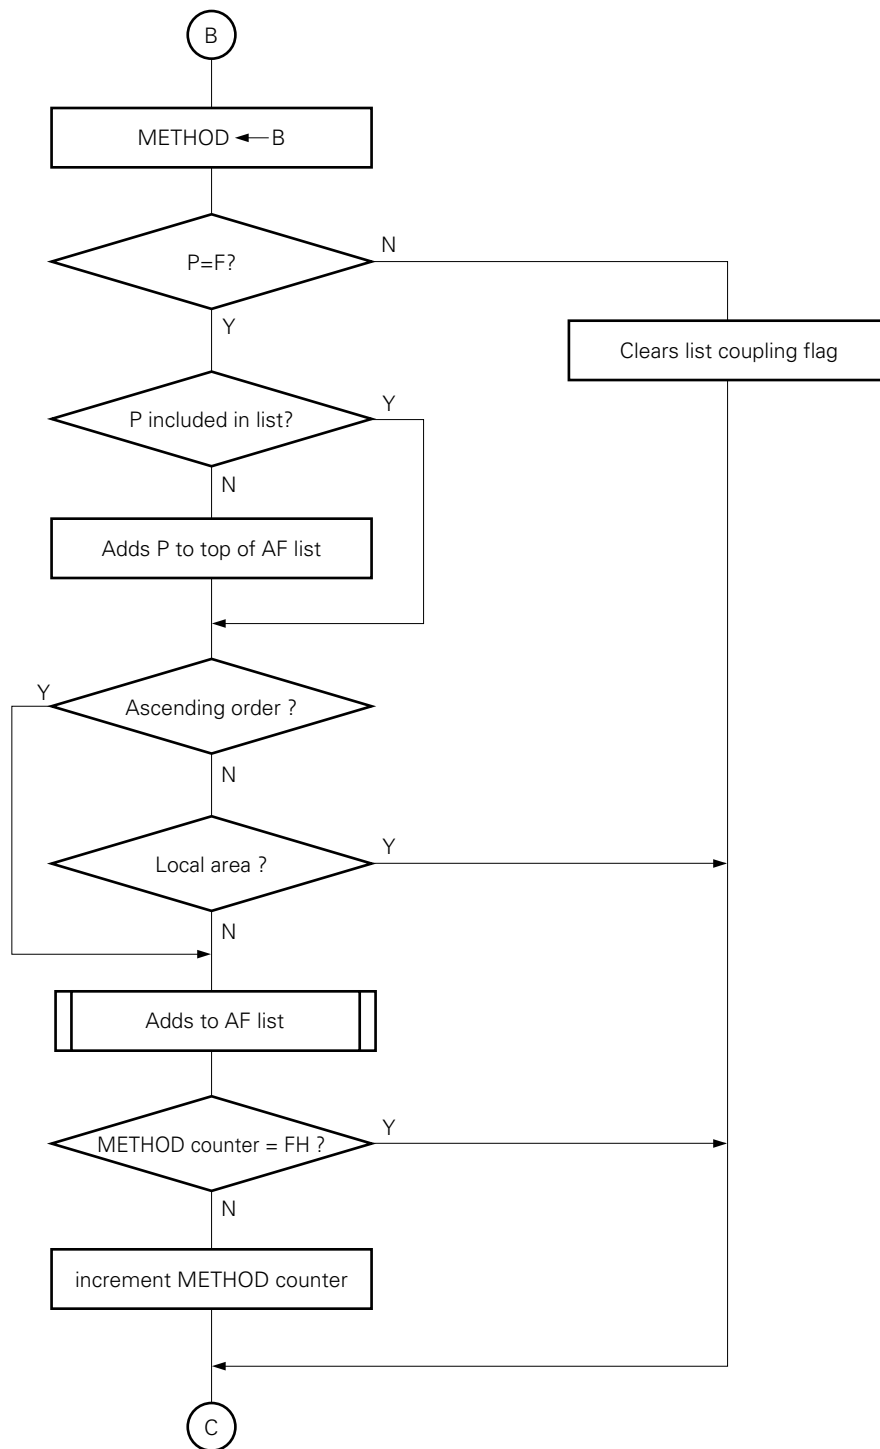 B
METHOD ← B
P=F?
N
Y
Clears list coupling flag
P included in list?
Y
N
Adds P to top of AF list
Y
Ascending order ?
N
Local area ?
Y
N
Adds to AF list
METHOD counter = FH ?
Y
N
increment METHOD counter
C